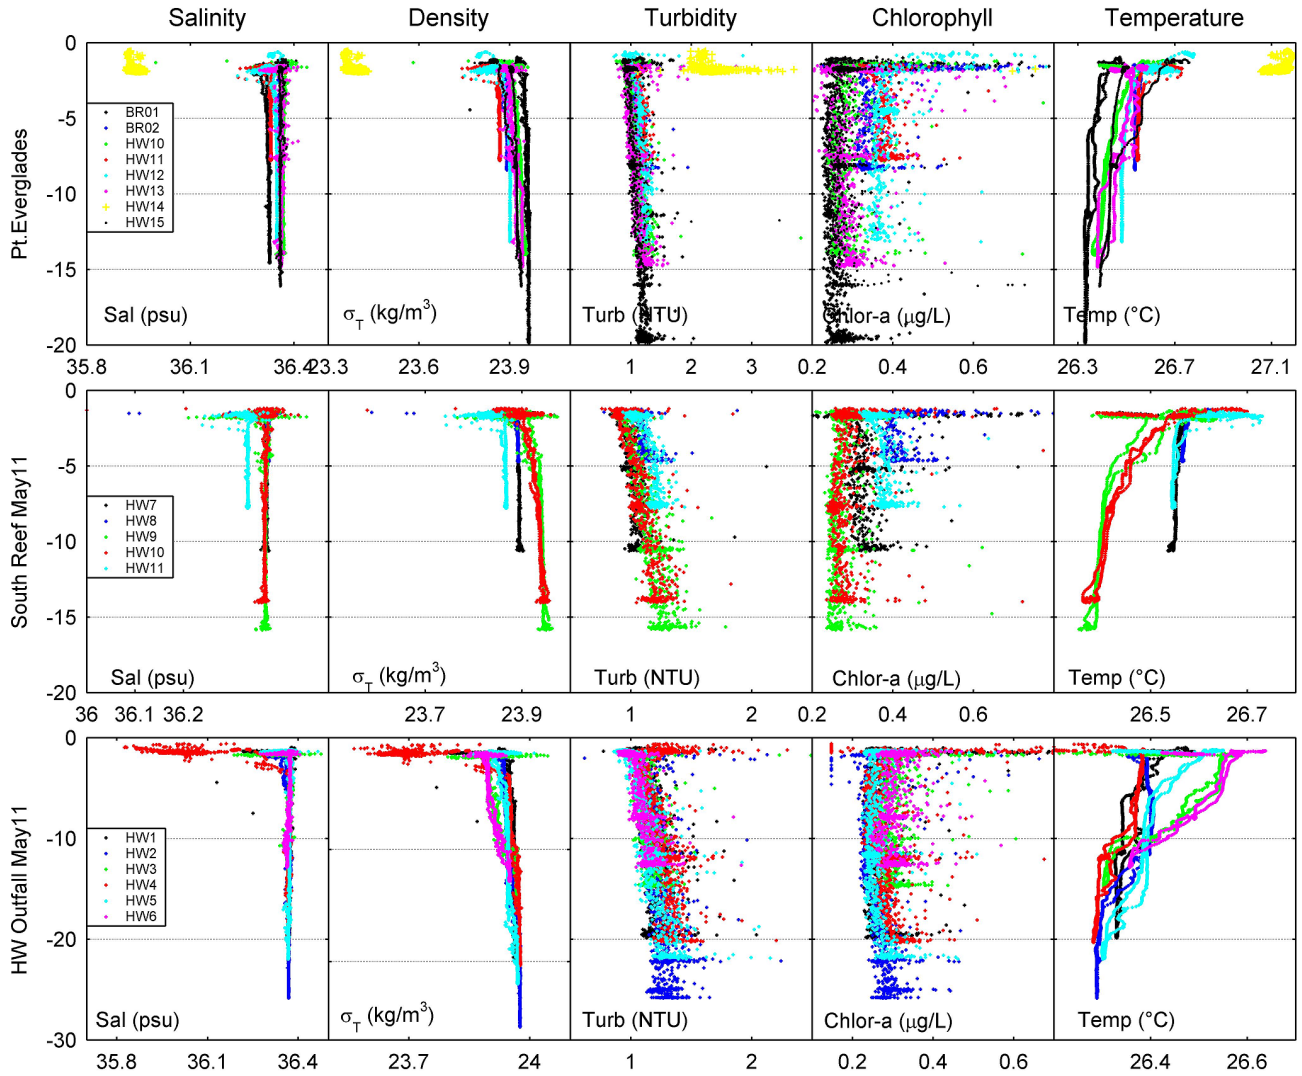 Salinity Density Turbidity Chlorophyll Temperature
Pt.Everglades
0
-5
-10
-15
-20
BR01
BR02
HW10
HW11
HW12
HW13
HW14
HW15
Sal (psu)
σT (kg/m3)
Turb (NTU)
Chlor-a (μg/L)
Temp (°C)
35.8 36.1 36.4 23.3 23.6 23.9 1 2 3 0.2 0.4 0.6 26.3 26.7 27.1
South Reef May11
0
-5
-10
-15
-20
HW7
HW8
HW9
HW10
HW11
Sal (psu)
σT (kg/m3)
Turb (NTU)
Chlor-a (μg/L)
Temp (°C)
36 36.1 36.2 23.7 23.9 1 2 0.2 0.4 0.6 26.5 26.7
HW Outfall May11
0
-10
-20
-30
HW1
HW2
HW3
HW4
HW5
HW6
Sal (psu)
σT (kg/m3)
Turb (NTU)
Chlor-a (μg/L)
Temp (°C)
35.8 36.1 36.4 23.7 24 1 2 0.2 0.4 0.6 26.4 26.6